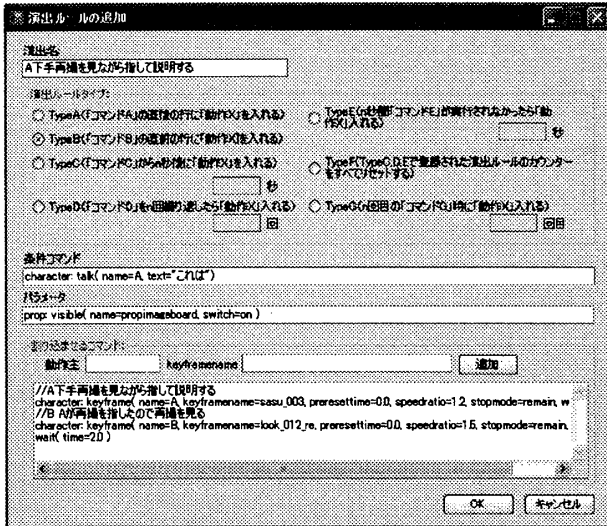 演出ルールの追加
演出名
A下手再撮を見ながら指して説明する
演出ルールタイプ:
TypeA(「コマンドA」の直後の行に「動作X」を入れる)
TypeB(「コマンドB」の直前の行に「動作X」を入れる)
TypeC(「コマンドC」からn秒後に「動作X」を入れる)
秒
TypeD(「コマンドD」をn回繰り返したら「動作X」入れる)
回
TypeE(n秒間「コマンドE」が実行されなかったら「動作X」入れる)
秒
TypeF(TypeC,D,Eで登録された演出ルールのカウンターをすべてリセットする)
TypeG(n回目の「コマンドG」時に「動作X」入れる)
回目
条件コマンド
character: talk( name=A, text="これは")
パラメータ
prop: visible( name=propimageboard, switch=on )
割り込ませるコマンド:
動作主
keyframename
追加
//A下手再撮を見ながら指して説明する
character: keyframe( name=A, keyframename=sasu_003, preresettime=0.0, speedratio=1.2, stopmode=remain, w
//B Aが再撮を指したので再撮を見る
character: keyframe( name=B, keyframename=look_012_re, preresettime=0.0, speedratio=1.5, stopmode=remain,
wait( time=2.0 )
OK
キャンセル